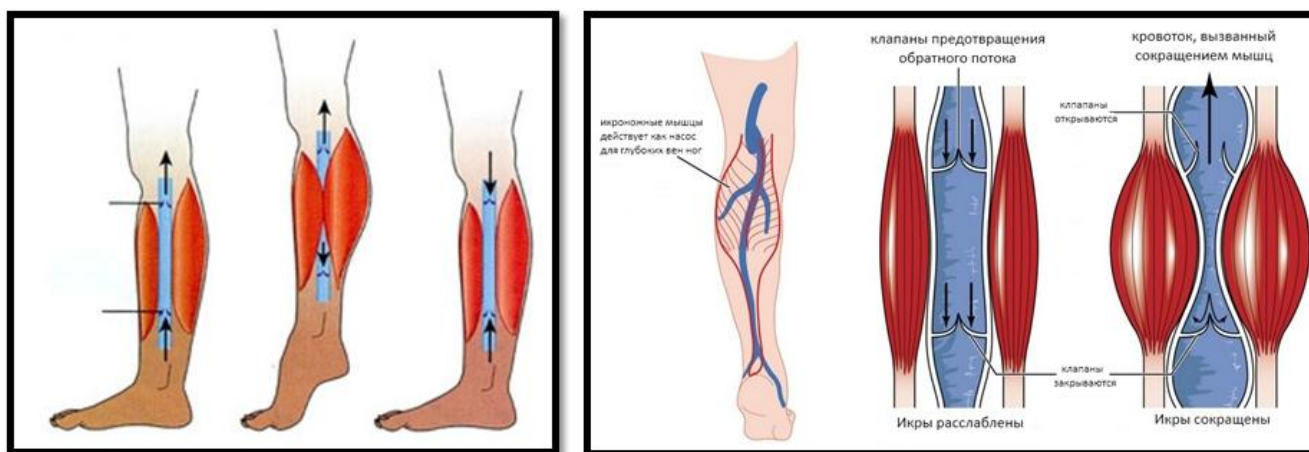 икроножные мышцы
действует как насос
для глубоких вен ног
клапаны предотвращения
обратного потока
кровоток, вызванный
сокращением мышц
клпапаны
открываются
клапаны
закрываются
Икры расслаблены
Икры сокращены